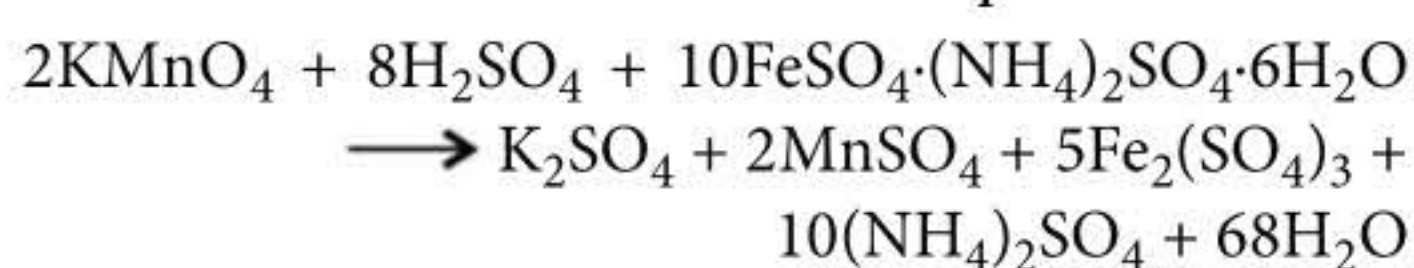 2KMnO₄ + 8H₂SO₄ + 10FeSO₄·(NH₄)₂SO₄·6H₂O
⟶ K₂SO₄ + 2MnSO₄ + 5Fe₂(SO₄)₃ +
10(NH₄)₂SO₄ + 68H₂O